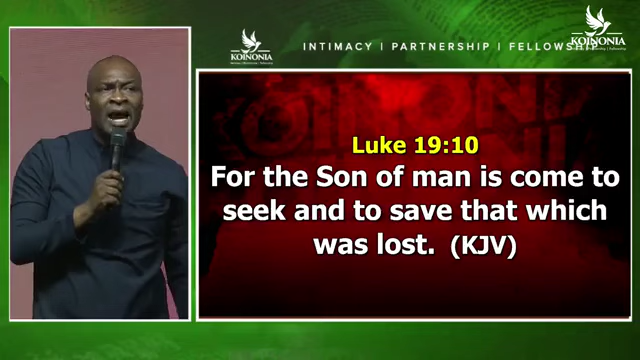 KOINONIA
INTIMACY | PARTNERSHIP | FELLOWSHIP
KOINONIA
Luke 19:10
For the Son of man is come to
seek and to save that which
was lost. (KJV)